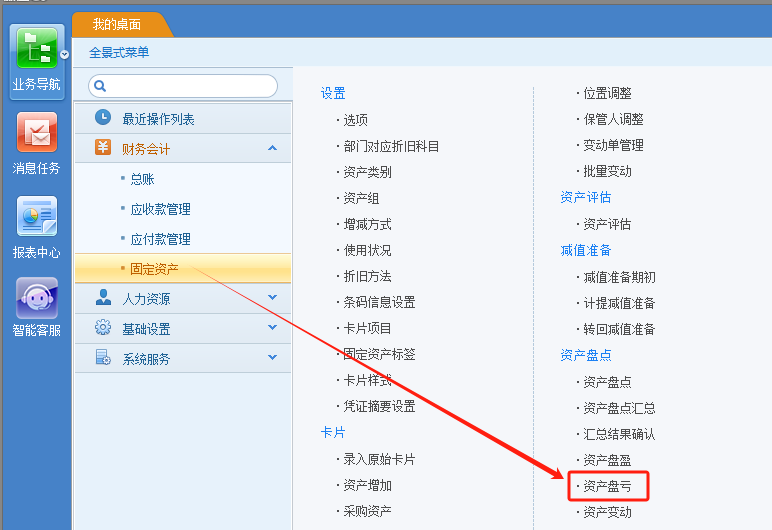 我的桌面
全景式菜单
业务导航
消息任务
报表中心
智能客服
最近操作列表
财务会计
总账
应收款管理
应付款管理
固定资产
人力资源
基础设置
系统服务
设置
·选项
·部门对应折旧科目
·资产类别
·资产组
·增减方式
·使用状况
·折旧方法
·条码信息设置
·卡片项目
·固定资产标签
·卡片样式
·凭证摘要设置
卡片
·录入原始卡片
·资产增加
·采购资产
·位置调整
·保管人调整
·变动单管理
·批量变动
资产评估
·资产评估
减值准备
·减值准备期初
·计提减值准备
·转回减值准备
资产盘点
·资产盘点
·资产盘点汇总
·汇总结果确认
·资产盘盈
·资产盘亏
·资产变动